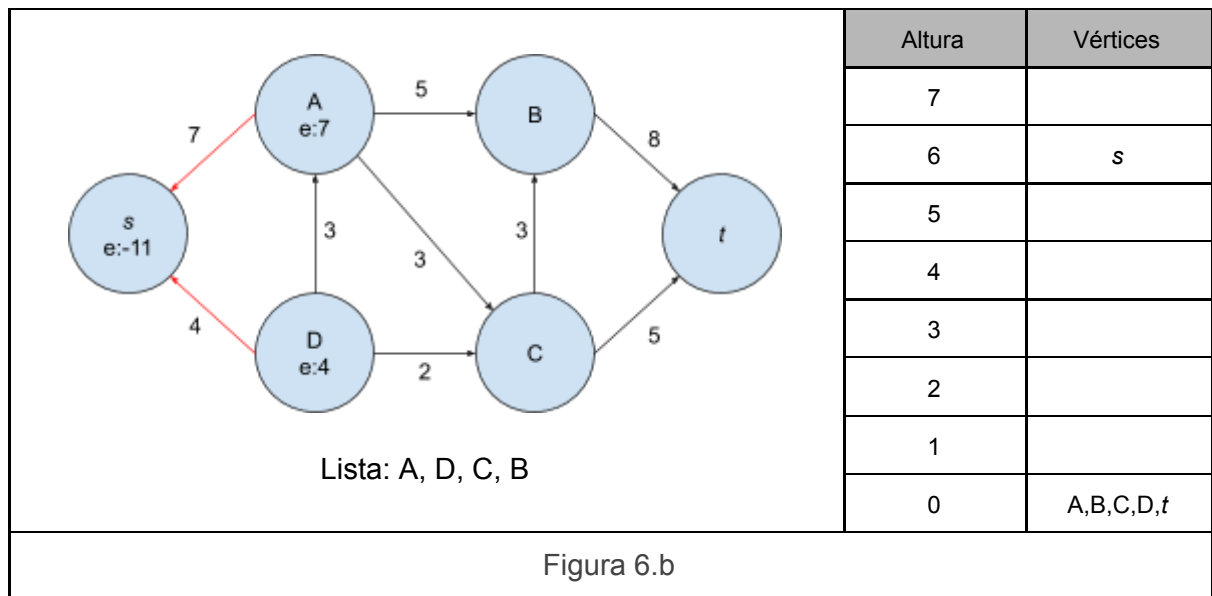 Altura Vértices
7
6 s
5
4
3
2
1
0 A,B,C,D,t
A
e:7
5
B
7
8
s
e:-11
3
3
3
t
4
D
e:4
2
C
5
Lista: A, D, C, B
Figura 6.b